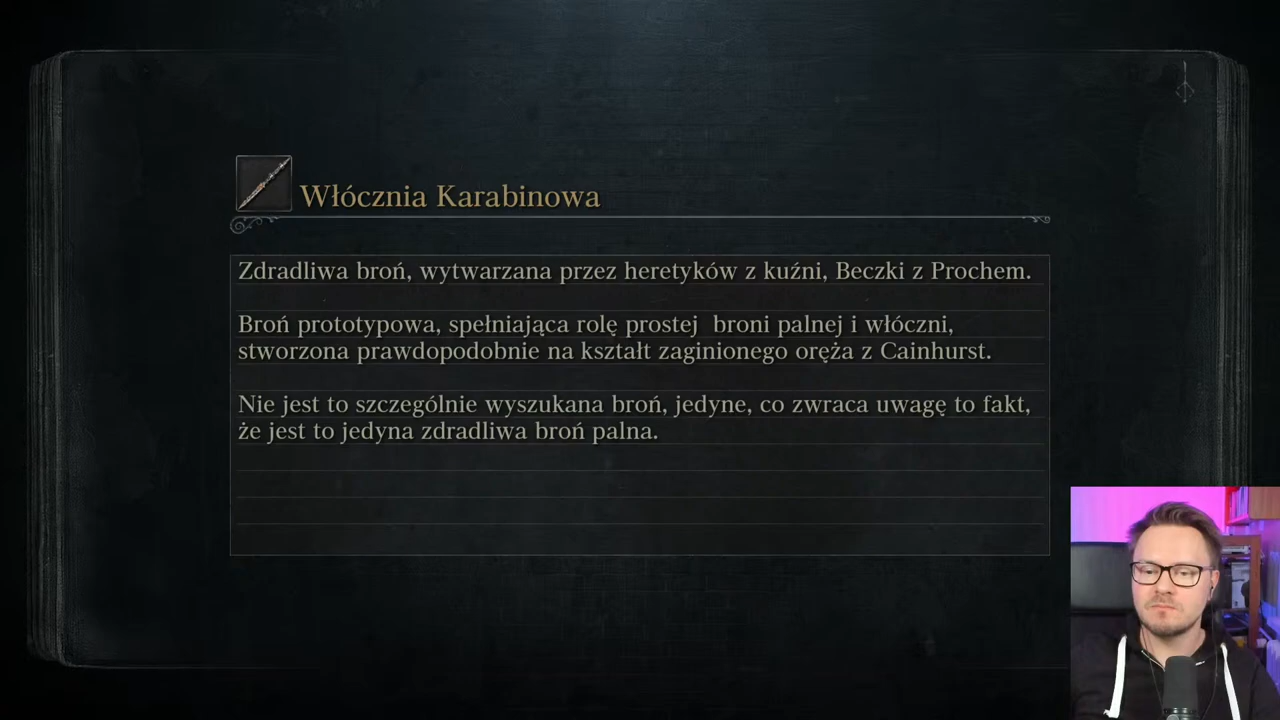 Włócznia Karabinowa
Zdradliwa broń, wytwarzana przez heretyków z kuźni, Beczki z Prochem.
Broń prototypowa, spełniająca rolę prostej  broni palnej i włóczni,
stworzona prawdopodobnie na kształt zaginionego oręża z Cainhurst.
Nie jest to szczególnie wyszukana broń, jedyne, co zwraca uwagę to fakt,
że jest to jedyna zdradliwa broń palna.